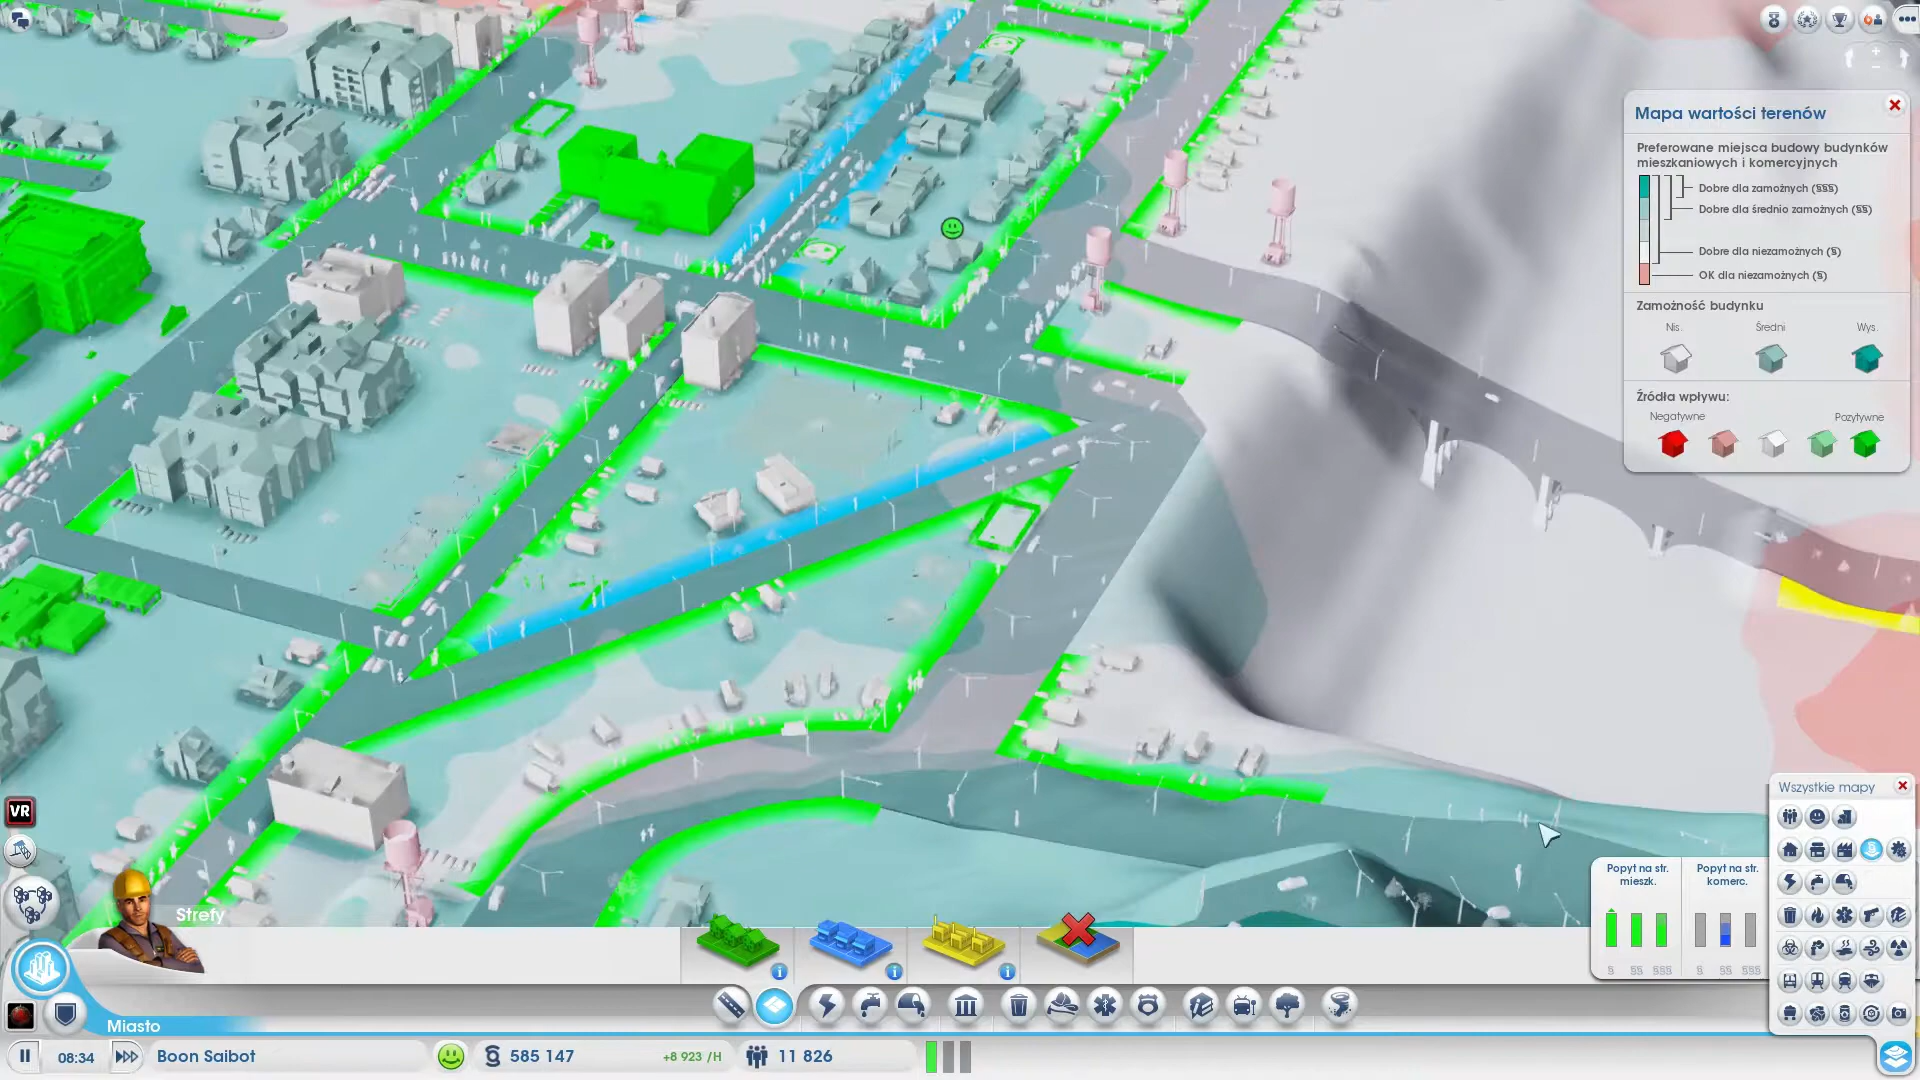 Mapa wartości terenów
Preferowane miejsca budowy budynków
mieszkaniowych i komercyjnych
Dobre dla zamożnych (§§§)
Dobre dla średnio zamożnych (§§)
Dobre dla niezamożnych (§)
OK dla niezamożnych (§)
Zamożność budynku
Nis.
Średni
Wys.
Źródła wpływu:
Negatywne
Pozytywne
Wszystkie mapy
Popyt na str.
mieszk.
Popyt na str.
komerc.
§ §§ §§§
§ §§ §§§
VR
Strefy
Miasto
08:34
Boon Saibot
585 147
+8 923 /H
11 826